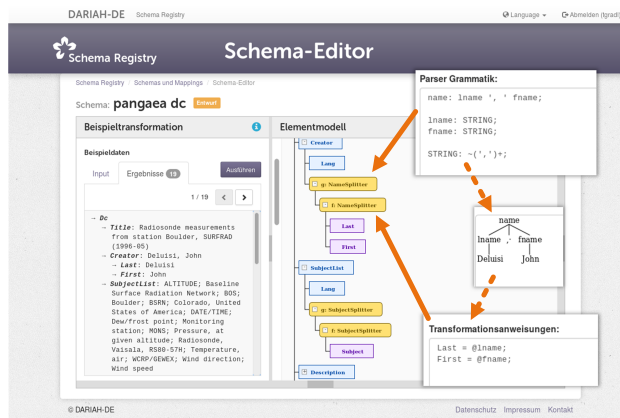 DARIAH-DE Schema Registry
Language
Abmelden (tgradl)
Schema Registry
Schema-Editor
Schema Registry / Schemas und Mappings / Schema-Editor
Schema: pangaea dc Entwurf
Beispieltransformation
Beispieldaten
Input
Ergebnisse 19
Ausführen
1 / 19 < >
→ Dc
→ Title: Radiosonde measurements
from station Boulder, SURFRAD
(1996-05)
→ Creator: Deluisi, John
→ Last: Deluisi
→ First: John
→ SubjectList: ALTITUDE; Baseline
Surface Radiation Network; BOS;
Boulder; BSRN; Colorado, United
States of America; DATE/TIME;
Dew/frost point; Monitoring
station; MONS; Pressure, at
given altitude; Radiosonde,
Vaisala, RS80-57H; Temperature,
air; WCRP/GEWEX; Wind direction;
Wind speed
Elementmodell
Creator
Lang
g: NameSplitter
f: NameSplitter
Last
First
SubjectList
Lang
g: SubjectSplitter
f: SubjectSplitter
Subject
Description
Parser Grammatik:
name: lname ', ' fname;
lname: STRING;
fname: STRING;
STRING: ~(',')+;
name
lname , fname
Deluisi John
Transformationsanweisungen:
Last = @lname;
First = @fname;
© DARIAH-DE
Datenschutz Impressum Kontakt